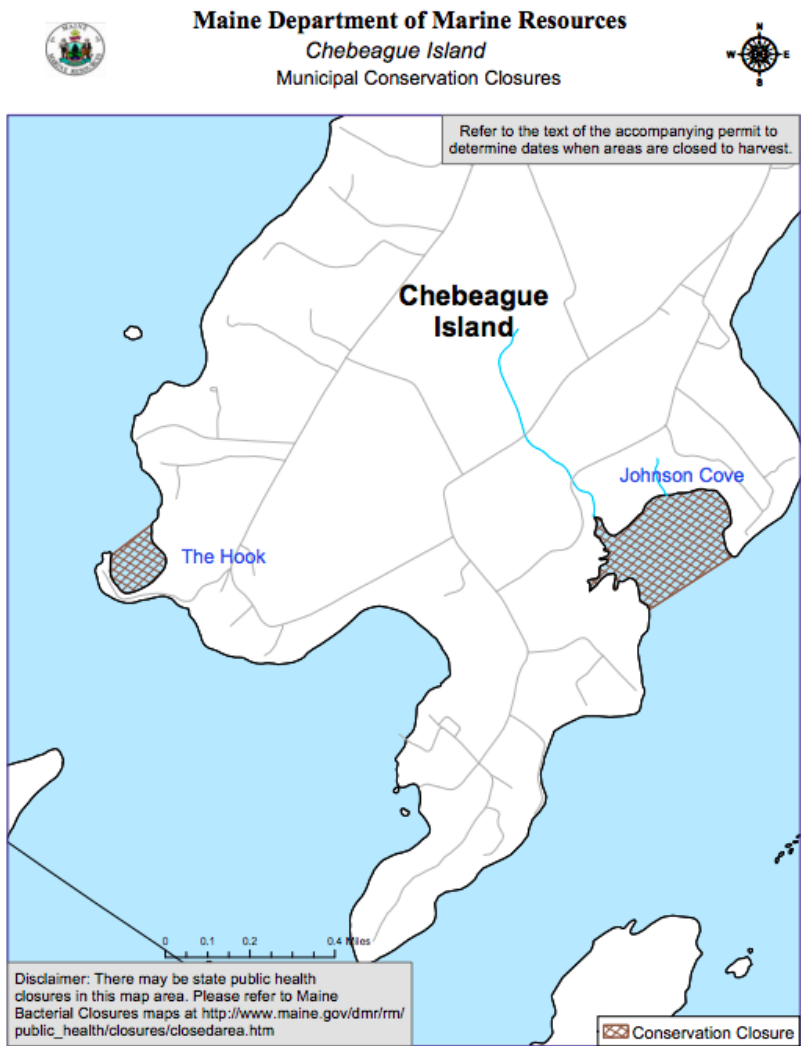 Maine Department of Marine Resources
Chebeague Island
Municipal Conservation Closures
N
W
E
S
MAINE
MARINE RESOURCES
Refer to the text of the accompanying permit to
determine dates when areas are closed to harvest.
Chebeague
Island
Johnson Cove
The Hook
0 0.1 0.2 0.4 Miles
Disclaimer: There may be state public health
closures in this map area. Please refer to Maine
Bacterial Closures maps at http://www.maine.gov/dmr/rm/
public_health/closures/closedarea.htm
Conservation Closure